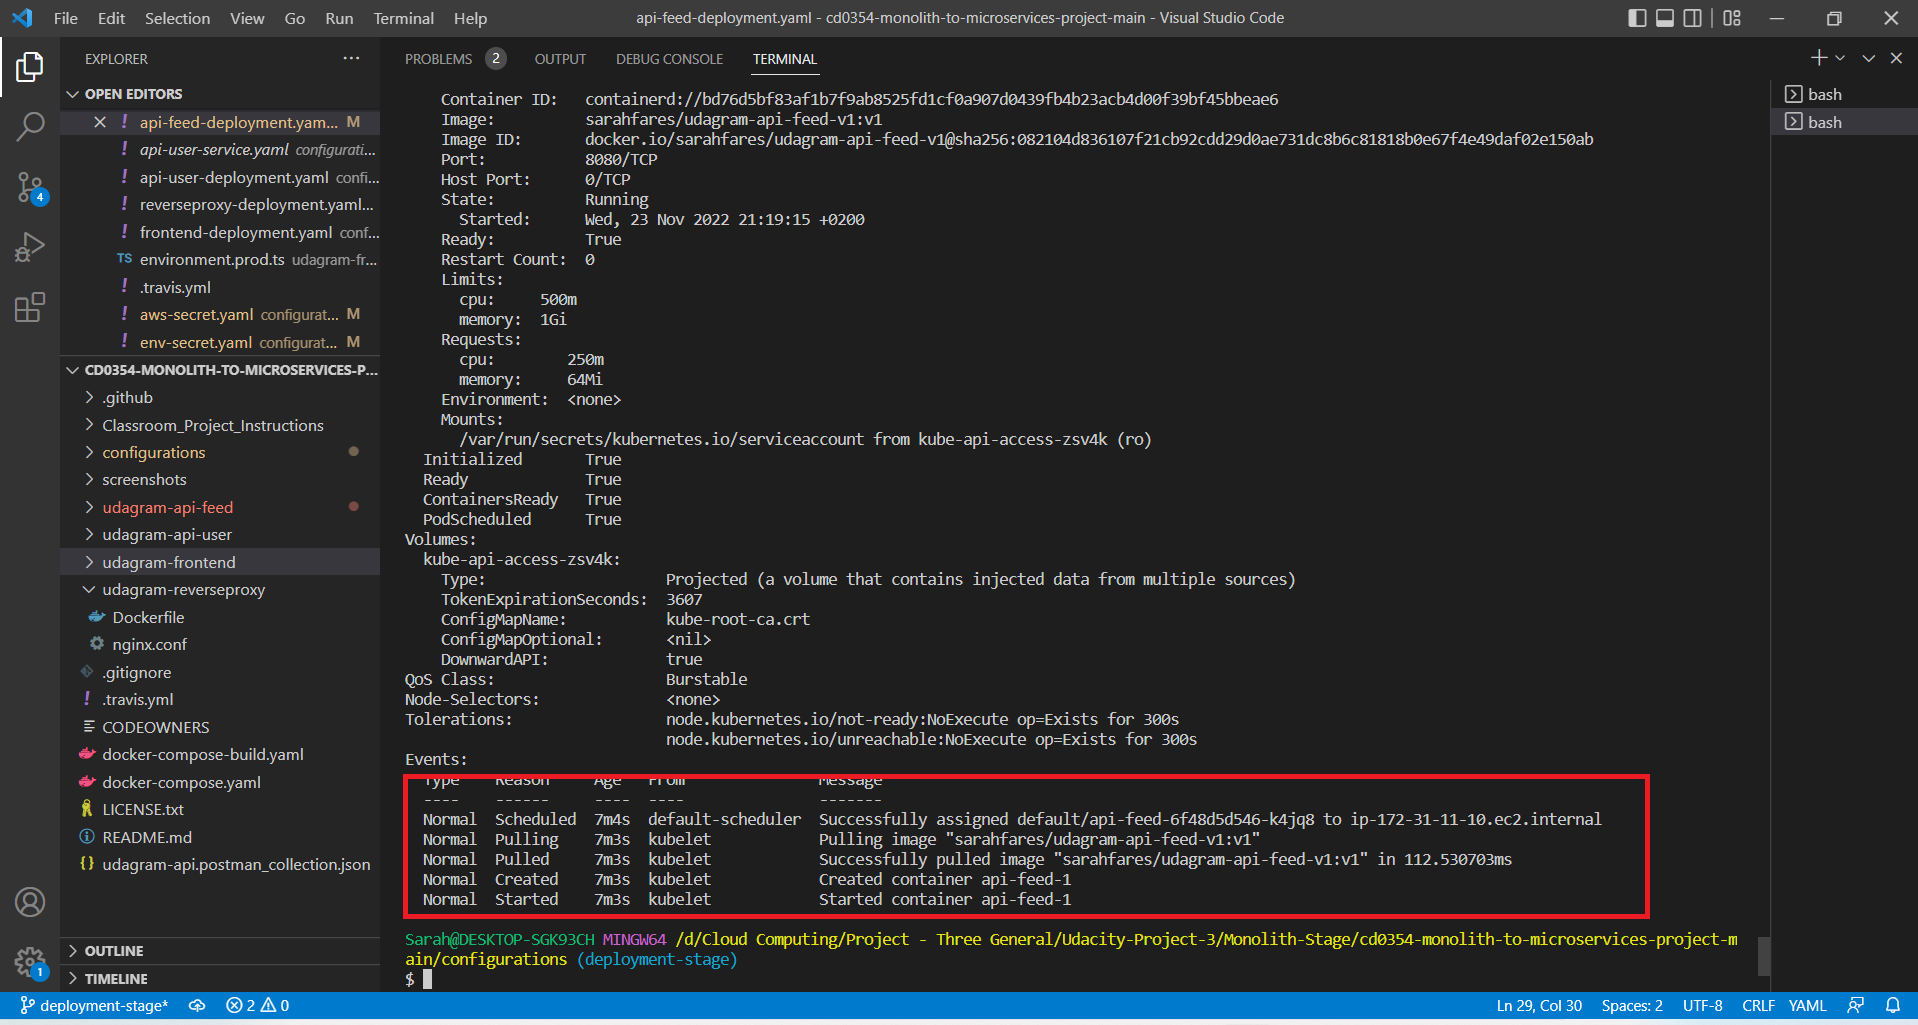 File Edit Selection View Go Run Terminal Help api-feed-deployment.yaml - cd0354-monolith-to-microservices-project-main - Visual Studio Code
EXPLORER ···
OPEN EDITORS
api-feed-deployment.yam... M
api-user-service.yaml configurati...
api-user-deployment.yaml confi...
reverseproxy-deployment.yaml...
frontend-deployment.yaml conf...
TS environment.prod.ts udagram-fr...
.travis.yml
aws-secret.yaml configurat... M
env-secret.yaml configurat... M
CD0354-MONOLITH-TO-MICROSERVICES-P...
.github
Classroom_Project_Instructions
configurations
screenshots
udagram-api-feed
udagram-api-user
udagram-frontend
udagram-reverseproxy
Dockerfile
nginx.conf
.gitignore
.travis.yml
CODEOWNERS
docker-compose-build.yaml
docker-compose.yaml
LICENSE.txt
README.md
udagram-api.postman_collection.json
OUTLINE
TIMELINE
4
1
PROBLEMS 2 OUTPUT DEBUG CONSOLE TERMINAL
Container ID: containerd://bd76d5bf83af1b7f9ab8525fd1cf0a907d0439fb4b23acb4d00f39bf45bbeae6
Image: sarahfares/udagram-api-feed-v1:v1
Image ID: docker.io/sarahfares/udagram-api-feed-v1@sha256:082104d836107f21cb92cdd29d0ae731dc8b6c81818b0e67f4e49daf02e150ab
Port: 8080/TCP
Host Port: 0/TCP
State: Running
Started: Wed, 23 Nov 2022 21:19:15 +0200
Ready: True
Restart Count: 0
Limits:
cpu: 500m
memory: 1Gi
Requests:
cpu: 250m
memory: 64Mi
Environment: <none>
Mounts:
/var/run/secrets/kubernetes.io/serviceaccount from kube-api-access-zsv4k (ro)
Initialized True
Ready True
ContainersReady True
PodScheduled True
Volumes:
kube-api-access-zsv4k:
Type: Projected (a volume that contains injected data from multiple sources)
TokenExpirationSeconds: 3607
ConfigMapName: kube-root-ca.crt
ConfigMapOptional: <nil>
DownwardAPI: true
QoS Class: Burstable
Node-Selectors: <none>
Tolerations: node.kubernetes.io/not-ready:NoExecute op=Exists for 300s
node.kubernetes.io/unreachable:NoExecute op=Exists for 300s
Events:
Type Reason Age From Message
---- ------ ---- ---- -------
Normal Scheduled 7m4s default-scheduler Successfully assigned default/api-feed-6f48d5d546-k4jq8 to ip-172-31-11-10.ec2.internal
Normal Pulling 7m3s kubelet Pulling image "sarahfares/udagram-api-feed-v1:v1"
Normal Pulled 7m3s kubelet Successfully pulled image "sarahfares/udagram-api-feed-v1:v1" in 112.530703ms
Normal Created 7m3s kubelet Created container api-feed-1
Normal Started 7m3s kubelet Started container api-feed-1
Sarah@DESKTOP-SGK93CH MINGW64 /d/Cloud Computing/Project - Three General/Udacity-Project-3/Monolith-Stage/cd0354-monolith-to-microservices-project-m
ain/configurations (deployment-stage)
$
bash
bash
deployment-stage* 2 0 Ln 29, Col 30 Spaces: 2 UTF-8 CRLF YAML